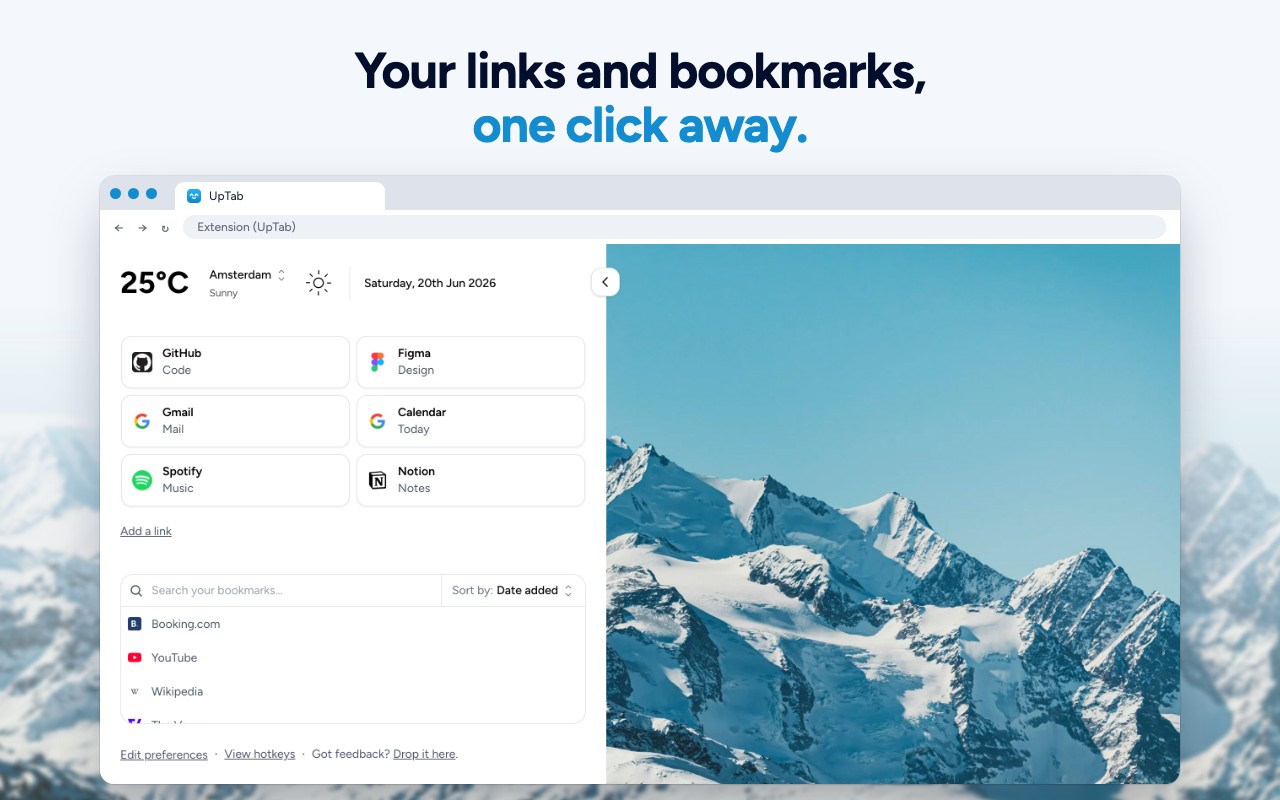 Your links and bookmarks,
one click away.
UpTab
Extension (UpTab)
25°C
Amsterdam
Sunny
Saturday, 20th Jun 2026
GitHub
Code
Figma
Design
Gmail
Mail
Calendar
Today
Spotify
Music
Notion
Notes
Add a link
Search your bookmarks...
Sort by: Date added
Booking.com
YouTube
Wikipedia
Edit preferences · View hotkeys · Got feedback? Drop it here.